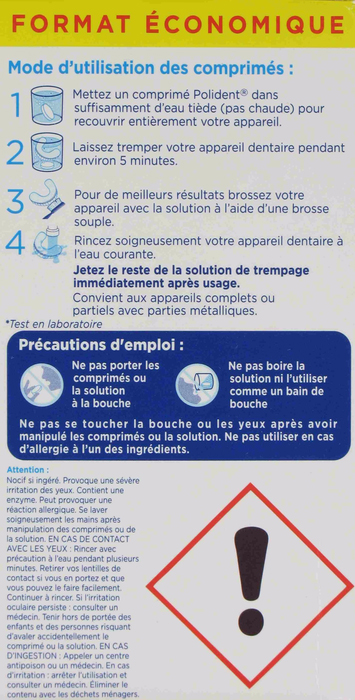 FORMAT ÉCONOMIQUE
Mode d'utilisation des comprimés :
1 Mettez un comprimé Polident® dans
suffisamment d'eau tiède (pas chaude) pour
recouvrir entièrement votre appareil.
2 Laissez tremper votre appareil dentaire pendant
environ 5 minutes.
3 Pour de meilleurs résultats brossez votre
appareil avec la solution à l'aide d'une brosse
souple.
4 Rincez soigneusement votre appareil dentaire à
l'eau courante.
Jetez le reste de la solution de trempage
immédiatement après usage.
Convient aux appareils complets ou
partiels avec parties métalliques.
*Test en laboratoire
Précautions d'emploi :
Ne pas porter les
comprimés ou
la solution
à la bouche
Ne pas boire la
solution ni l'utiliser
comme un bain de
bouche
Ne pas se toucher la bouche ou les yeux après avoir
manipulé les comprimés ou la solution. Ne pas utiliser en cas
d'allergie à l'un des ingrédients.
Attention :
Nocif si ingéré. Provoque une sévère
irritation des yeux. Contient une
enzyme. Peut provoquer une
réaction allergique. Se laver
soigneusement les mains après
manipulation des comprimés ou de
la solution. EN CAS DE CONTACT
AVEC LES YEUX : Rincer avec
précaution à l'eau pendant plusieurs
minutes. Retirer vos lentilles de
contact si vous en portez et que
vous pouvez le faire facilement.
Continuer à rincer. Si l'irritation
oculaire persiste : consulter un
médecin. Tenir hors de portée des
enfants et des personnes risquant
d'avaler accidentellement le
comprimé ou la solution. EN CAS
D'INGESTION : Appeler un centre
antipoison ou un médecin. En cas
d'irritation : arrêter l'utilisation et
consulter un médecin. Éliminer le
contenu avec les déchets ménagers.